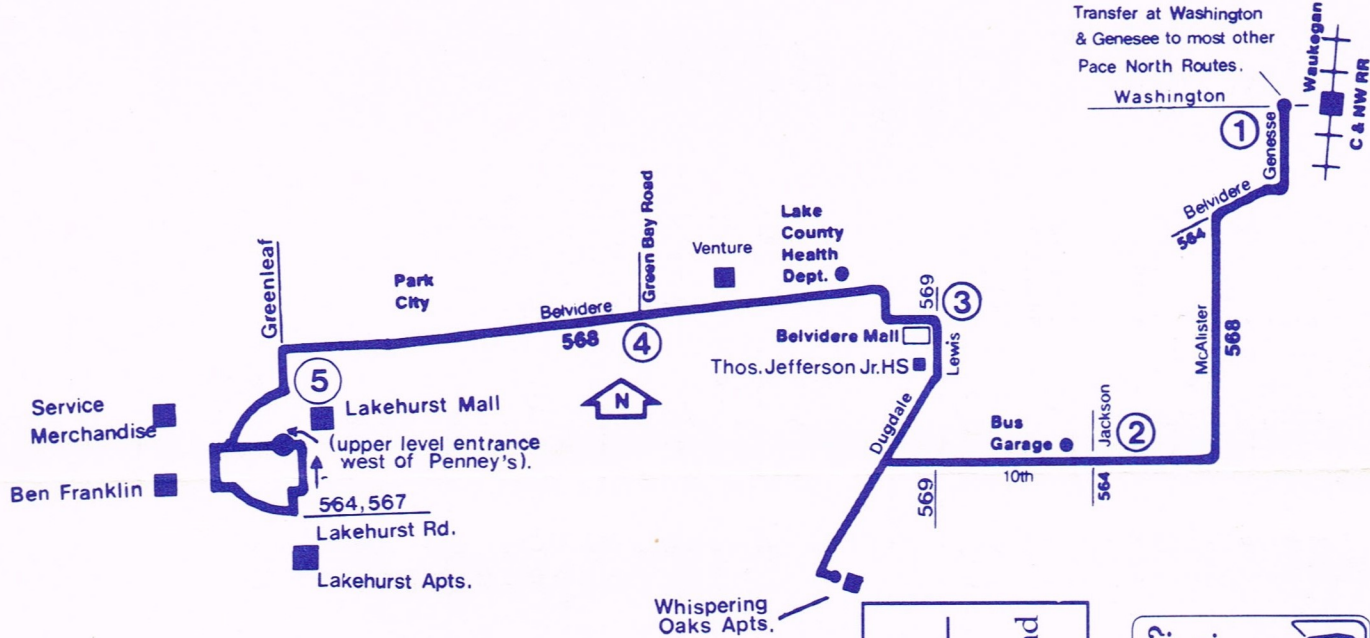 Transfer at Washington
& Genesee to most other
Pace North Routes.
Washington
Waukegan
C & NW RR
1
Genesse
Belvidere
564
McAlister
568
Jackson
2
564
Bus
Garage
10th
569
Dugdale
Whispering
Oaks Apts.
569
3
Lewis
Belvidere Mall
Thos. Jefferson Jr.HS
Lake
County
Health
Dept.
Venture
Green Bay Road
4
Belvidere
568
N
Park
City
Greenleaf
5
Lakehurst Mall
(upper level entrance
west of Penney's).
Service
Merchandise
Ben Franklin
564,567
Lakehurst Rd.
Lakehurst Apts.